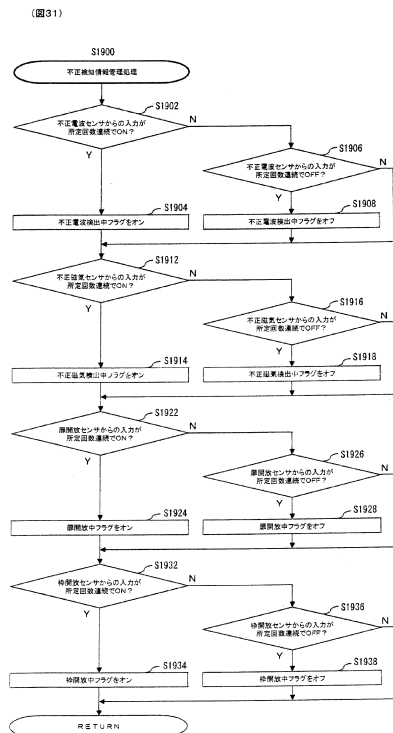 (図31)
S1900
不正検知情報管理処理
S1902
不正電波センサからの入力が
所定回数連続でON?
N
Y
S1906
不正電波センサからの入力が
所定回数連続でOFF?
N
Y
S1904
不正電波検出中フラグをオン
S1908
不正電波検出中フラグをオフ
S1912
不正磁気センサからの入力が
所定回数連続でON?
N
Y
S1916
不正磁気センサからの入力が
所定回数連続でOFF?
N
Y
S1914
不正磁気検出中フラグをオン
S1918
不正磁気検出中フラグをオフ
S1922
扉開放センサからの入力が
所定回数連続でON?
N
Y
S1926
扉開放センサからの入力が
所定回数連続でOFF?
N
Y
S1924
扉開放中フラグをオン
S1928
扉開放中フラグをオフ
S1932
枠開放センサからの入力が
所定回数連続でON?
N
Y
S1936
枠開放センサからの入力が
所定回数連続でOFF?
N
Y
S1934
枠開放中フラグをオン
S1938
枠開放中フラグをオフ
RETURN